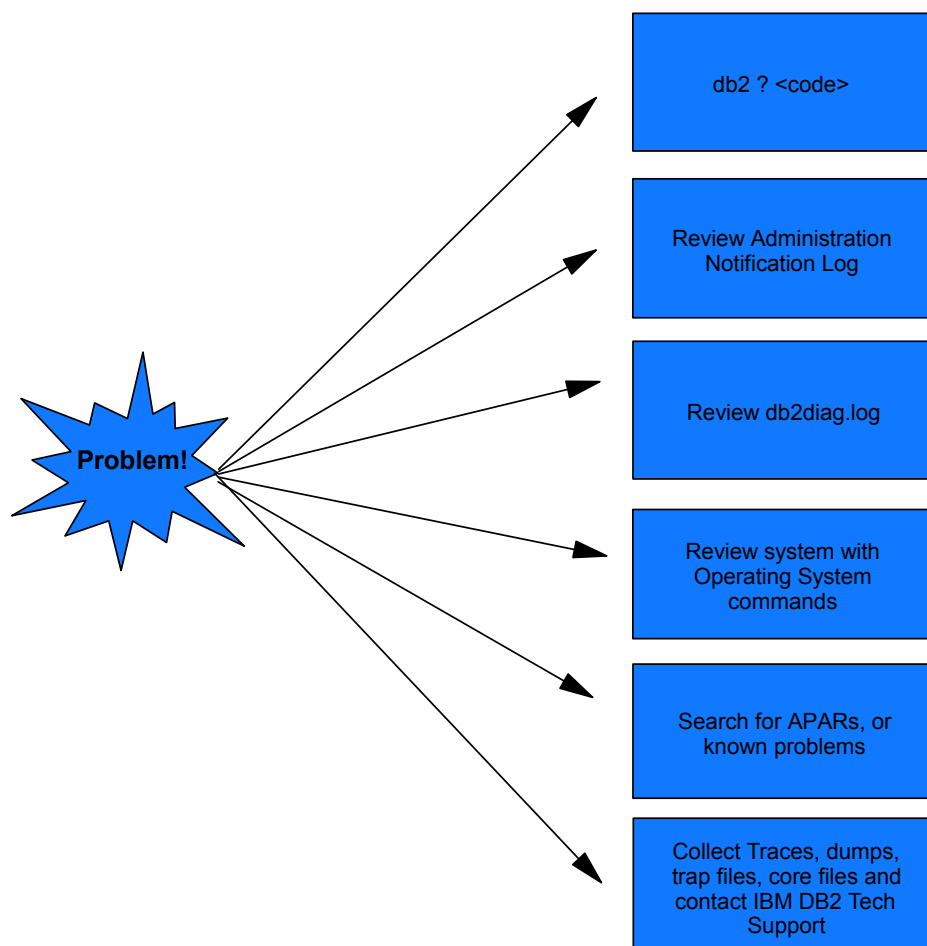 db2 ? <code>
Review Administration
Notification Log
Review db2diag.log
Problem!
Review system with
Operating System
commands
Search for APARs, or
known problems
Collect Traces, dumps,
trap files, core files and
contact IBM DB2 Tech
Support